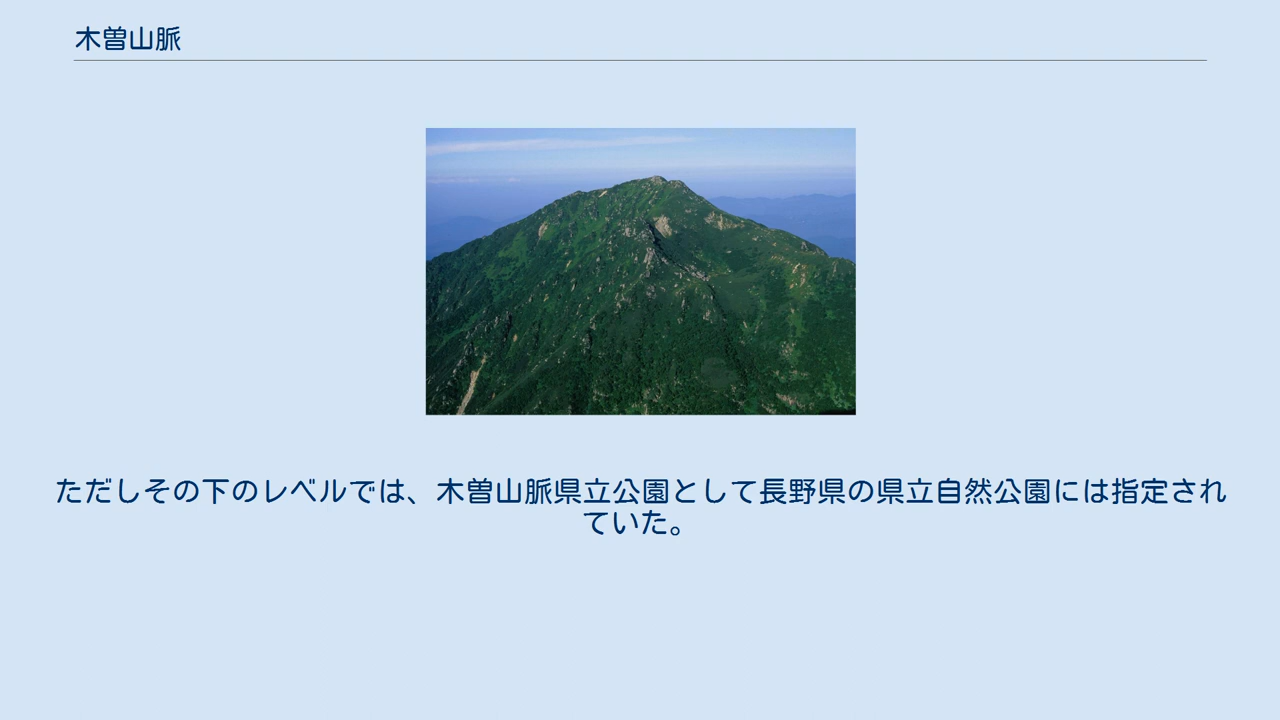 木曽山脈
ただしその下のレベルでは、木曽山脈県立公園として長野県の県立自然公園には指定され
ていた。